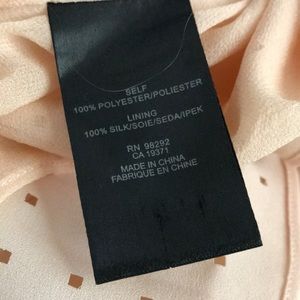 SELF
100% POLYESTER/POLIESTER
LINING
100% SILK/SOIE/SEDA/IPEK
RN 98292
CA 19371
MADE IN CHINA
FABRIQUE EN CHINE